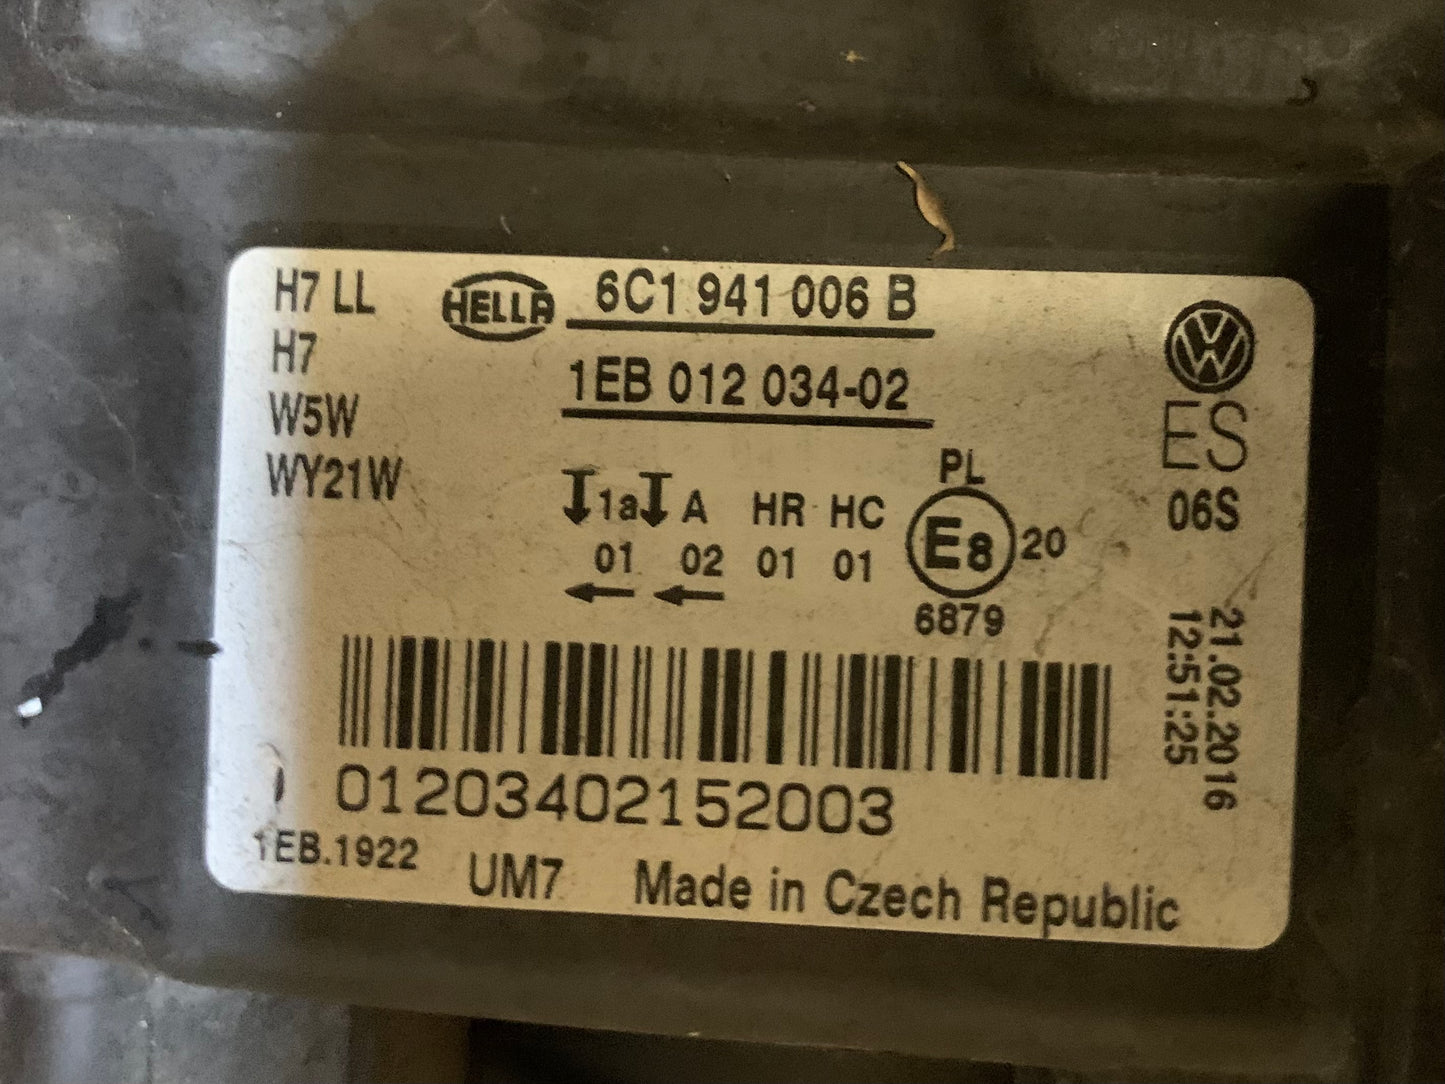 H7 LL
H7
W5W
WY21W
HELLA
6C1 941 006 B
1EB 012 034-02
1a A HR HC
01 02 01 01
PL
E8 20
6879
VW
ES
06S
21.02.2016
12:51:25
01203402152003
1EB.1922 UM7 Made in Czech Republic